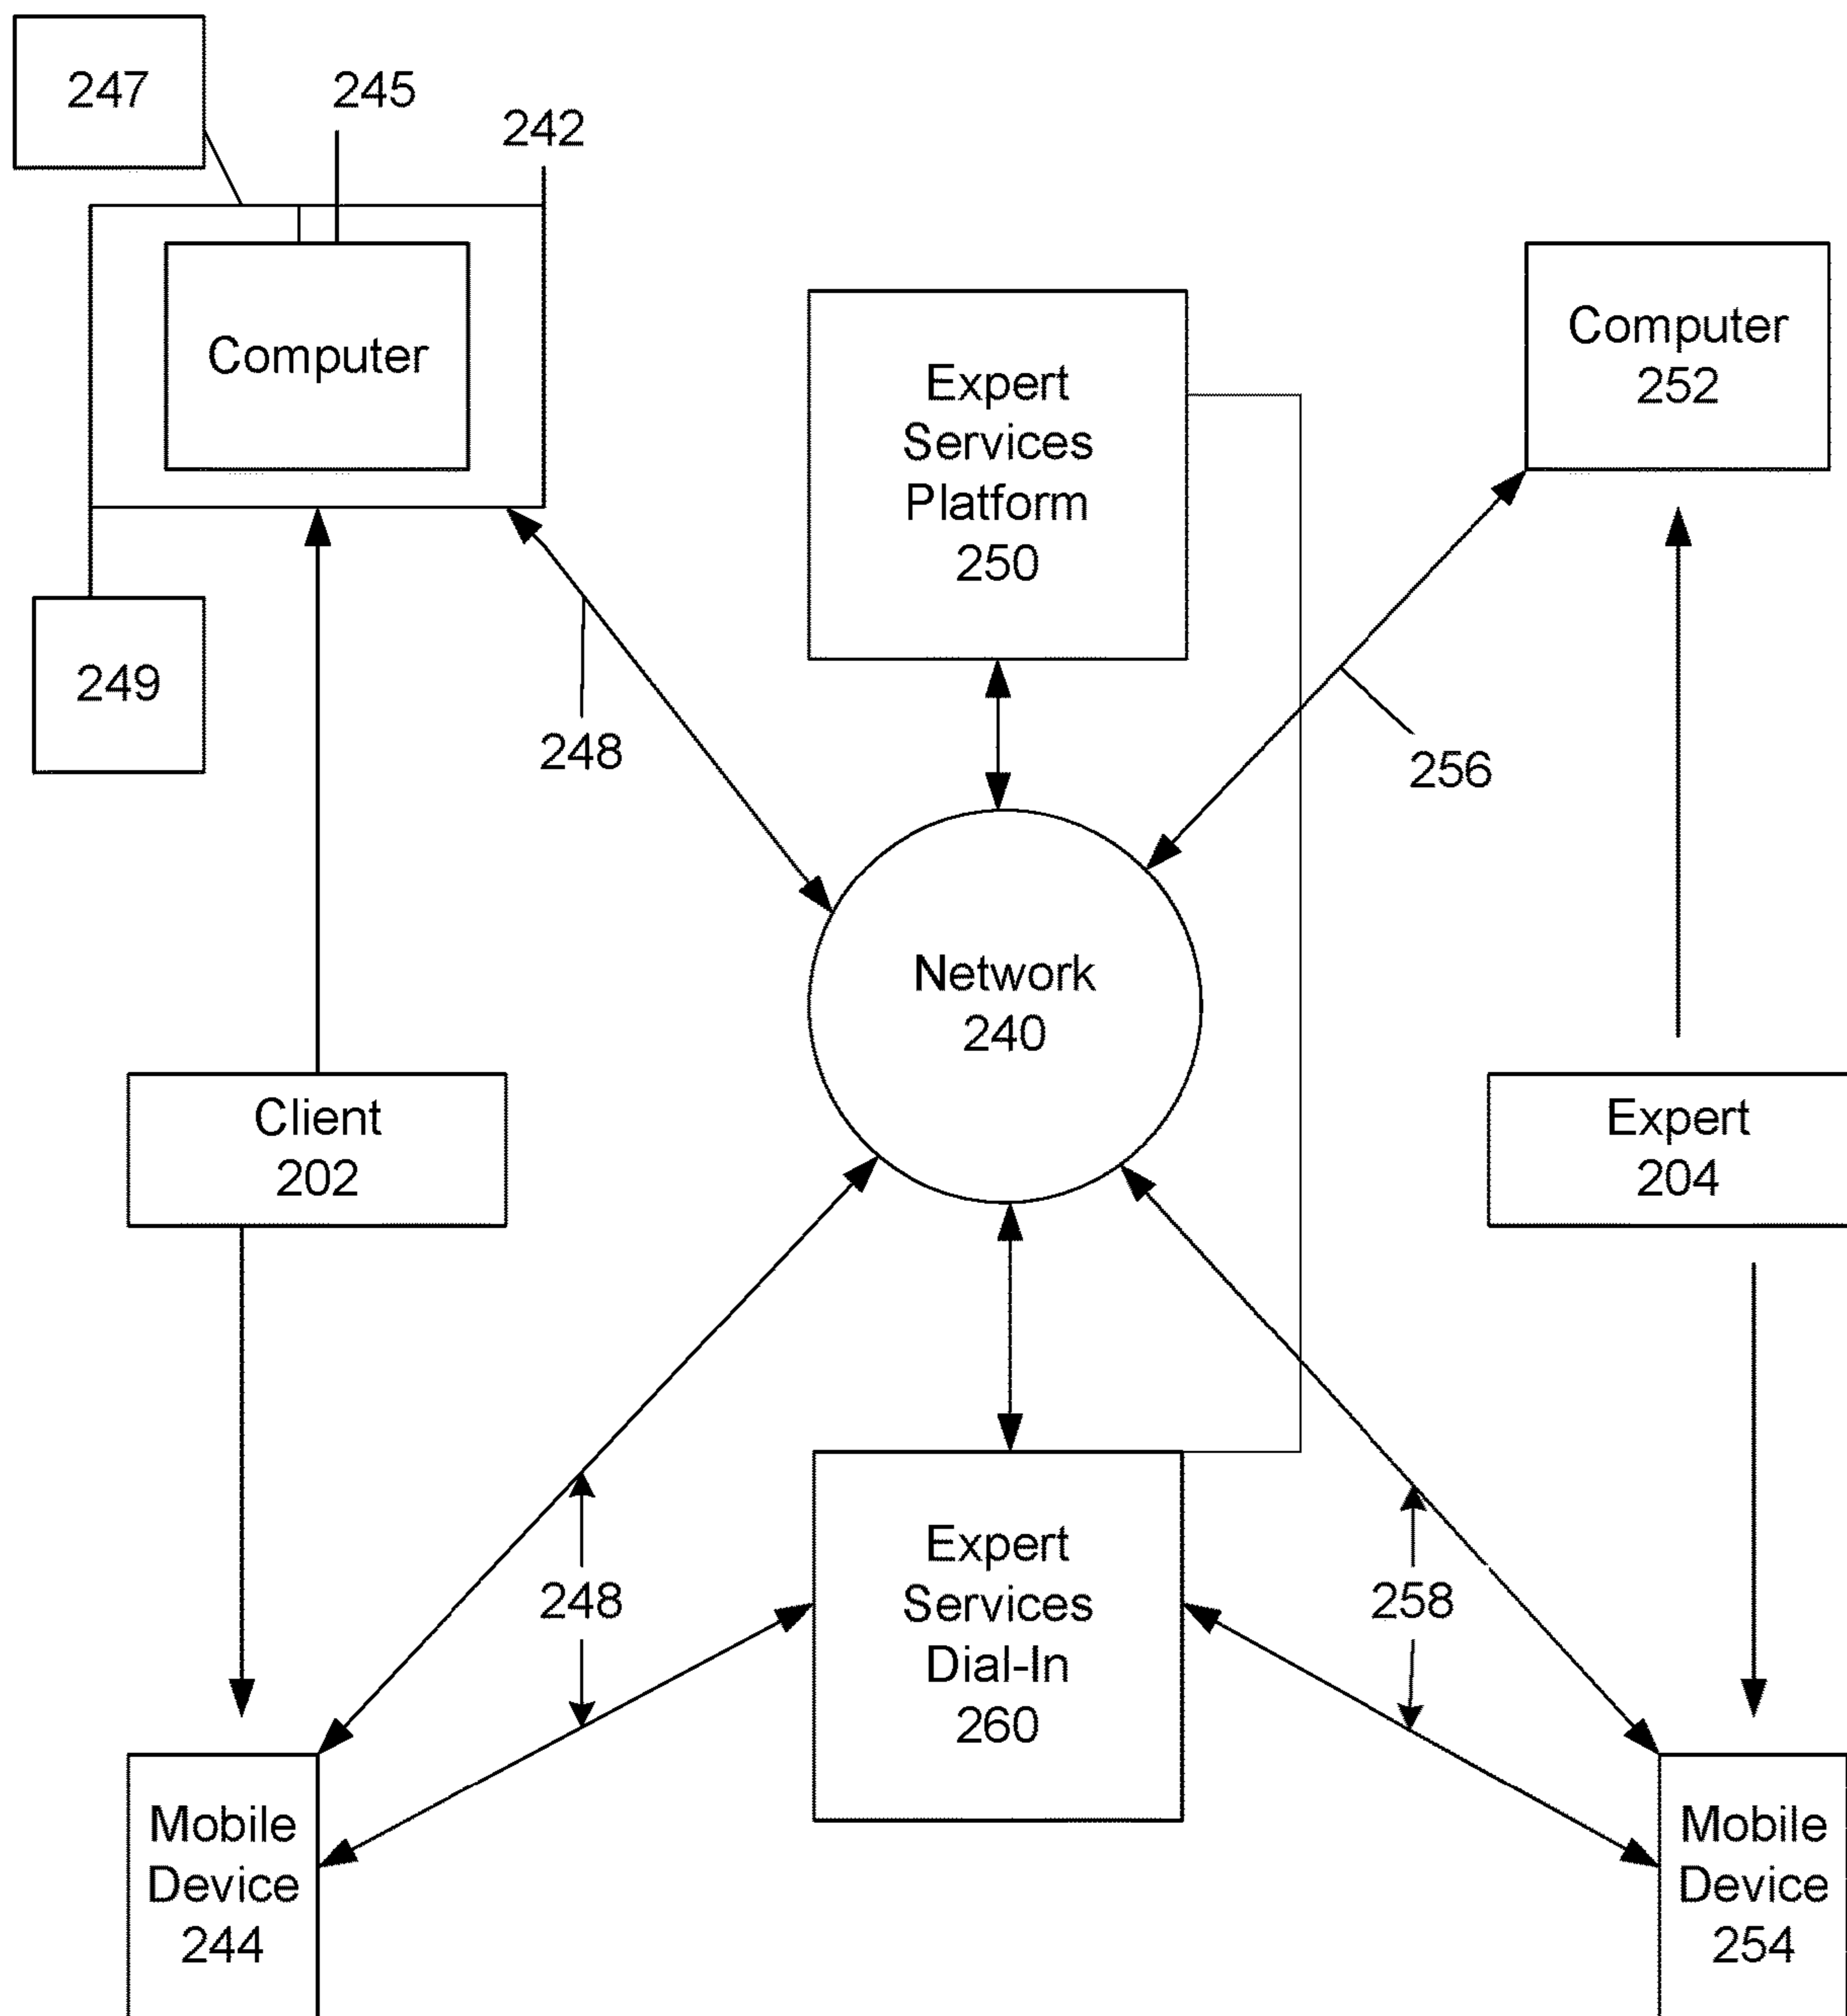 247
245
242
Computer
Computer
252
Expert
Services
Platform
250
249
248
256
Network
240
Client
202
Expert
204
248
Expert
Services
Dial-In
260
258
Mobile
Device
244
Mobile
Device
254